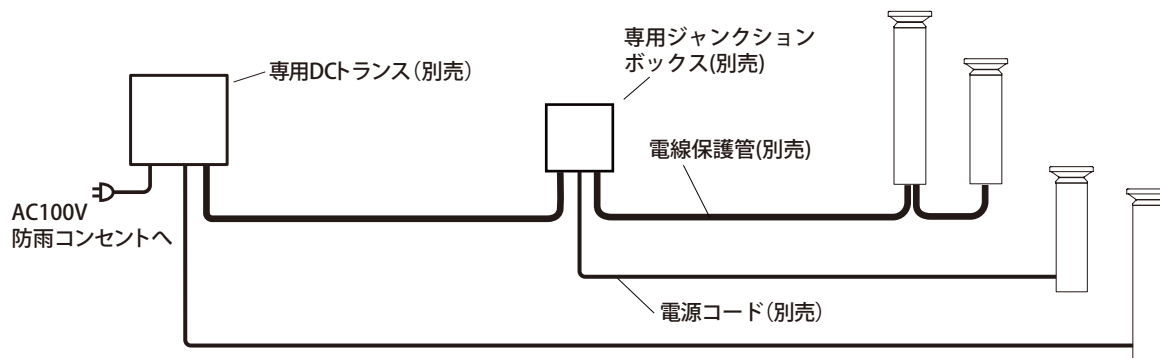 専用DCトランス（別売）
専用ジャンクション
ボックス(別売)
電線保護管(別売)
AC100V
防雨コンセントへ
電源コード（別売）